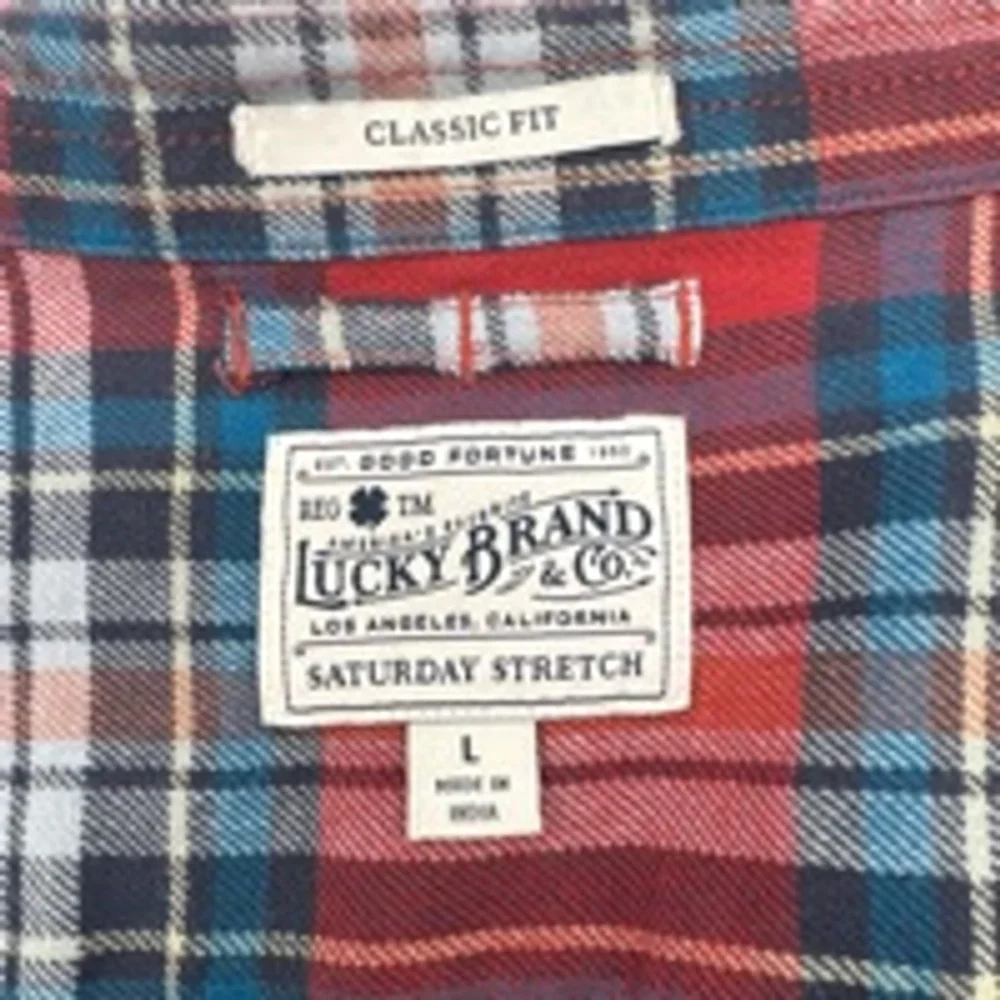 CLASSIC FIT
EST. GOOD FORTUNE 1990
REG TM
AMERICA'S FAVORITE
LUCKY BRAND
& CO.
LOS ANGELES, CALIFORNIA
SATURDAY STRETCH
L
MADE IN
INDIA